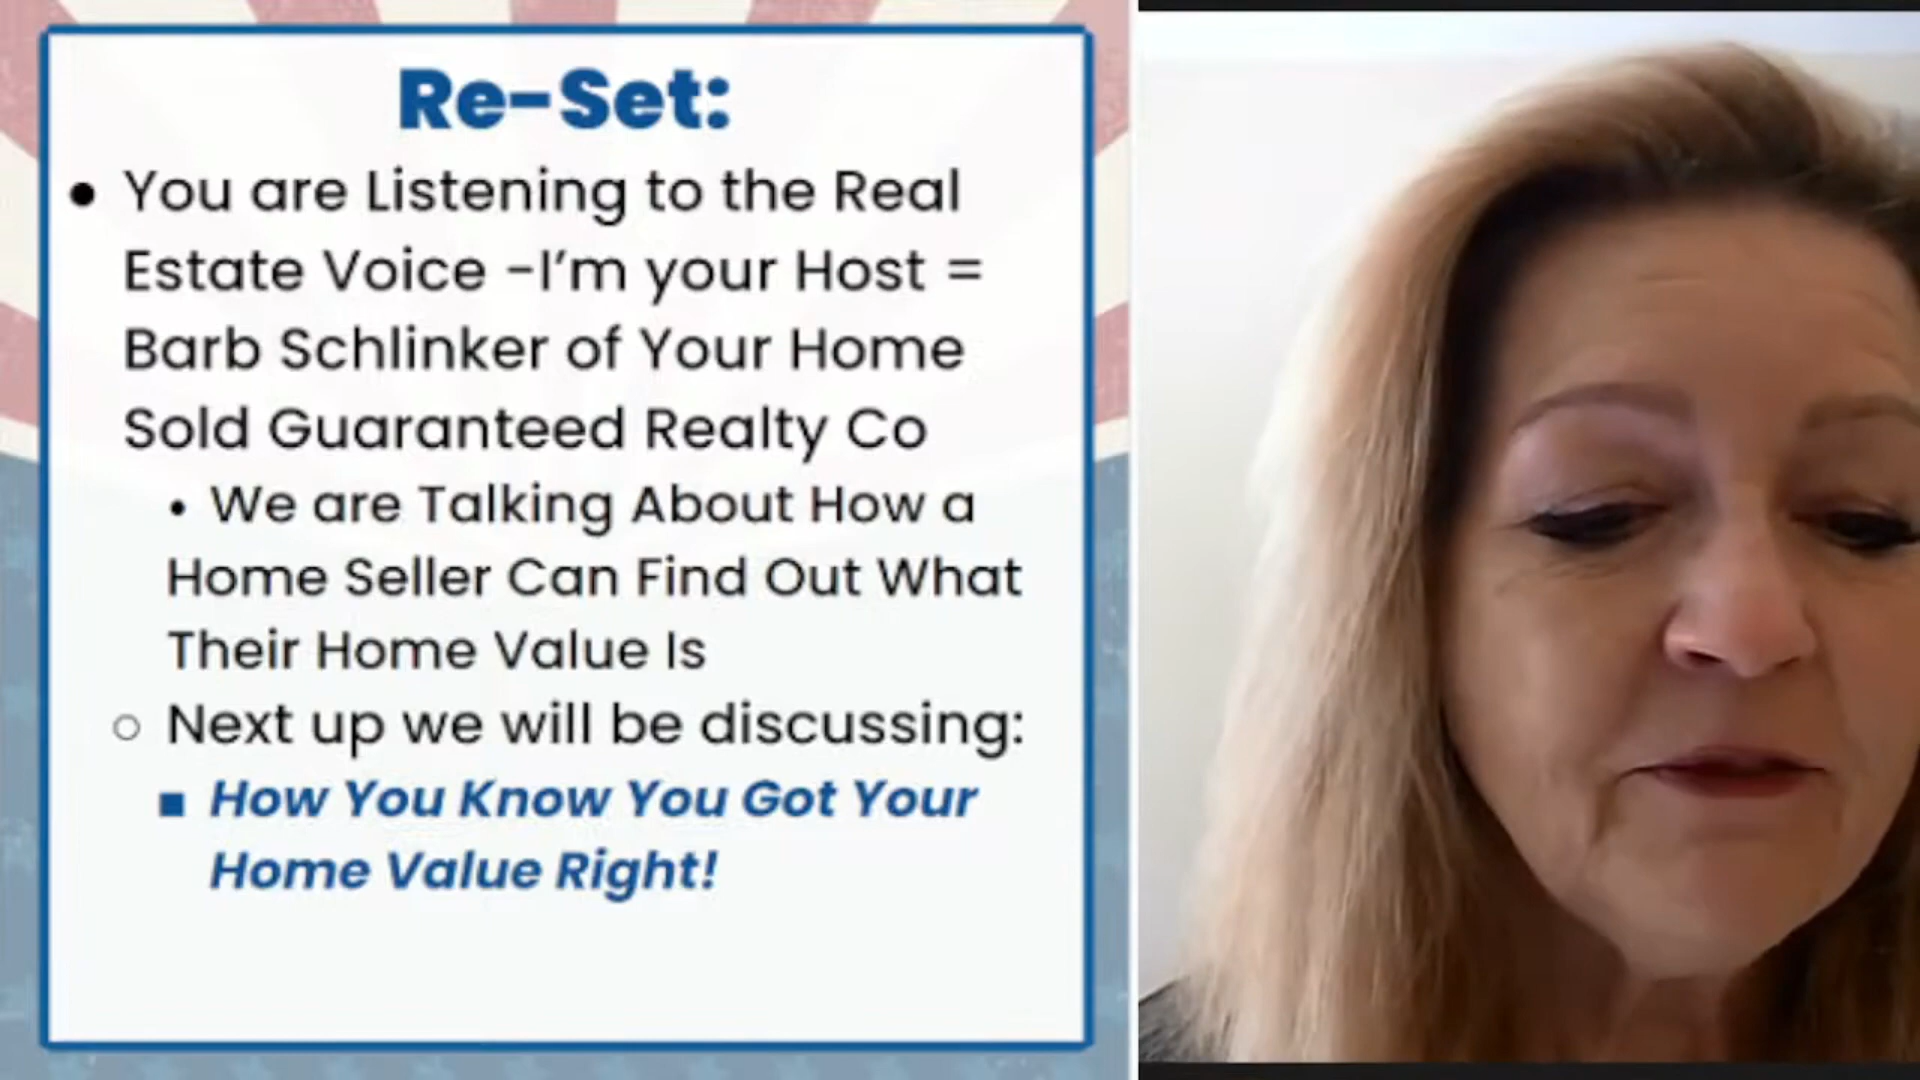 Re-Set:
● You are Listening to the Real
Estate Voice -I'm your Host =
Barb Schlinker of Your Home
Sold Guaranteed Realty Co
• We are Talking About How a
Home Seller Can Find Out What
Their Home Value Is
○ Next up we will be discussing:
■ How You Know You Got Your
Home Value Right!